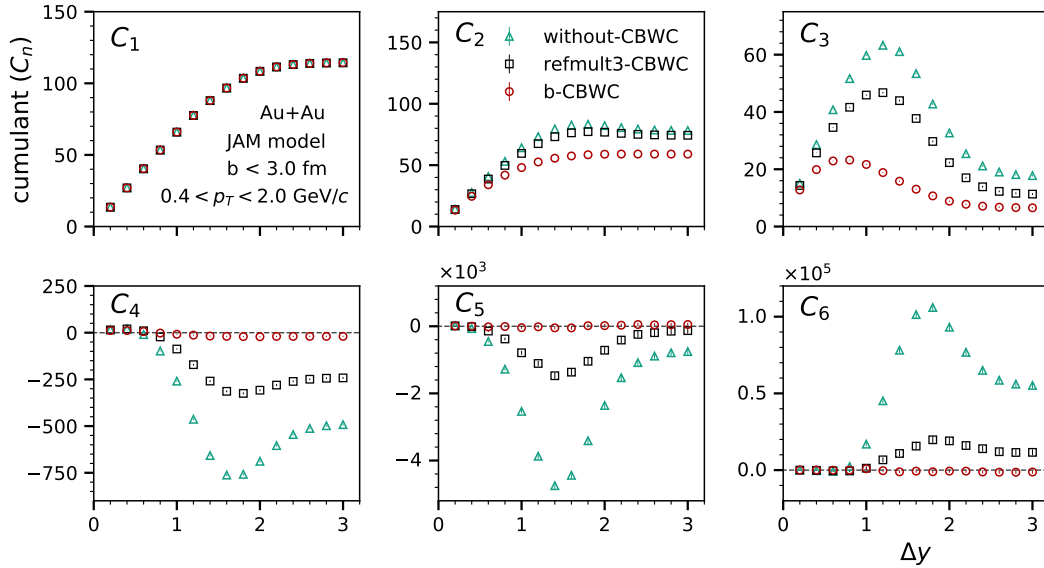 cumulant (Cₙ)
C₁
150
100
50
0
Au+Au
JAM model
b < 3.0 fm
0.4 < p_T < 2.0 GeV/c
C₂
150
100
75
50
25
0
without-CBWC
refmult3-CBWC
b-CBWC
C₃
60
40
20
0
C₄
250
0
−250
−500
−750
0 1 2 3
×10³
C₅
0
−2
−4
0 1 2 3
×10⁵
C₆
1.0
0.5
0.0
0 1 2 3
Δy